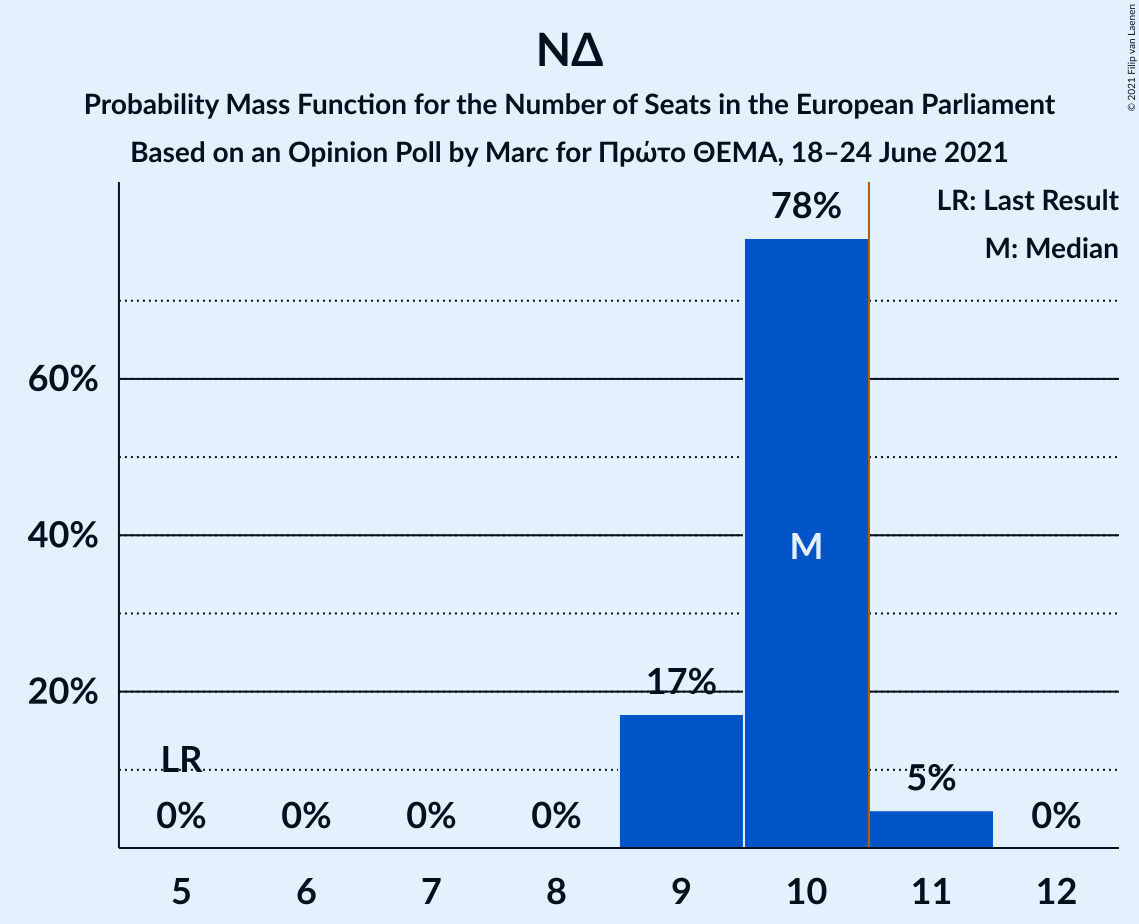 ΝΔ
Probability Mass Function for the Number of Seats in the European Parliament
Based on an Opinion Poll by Marc for Πρώτο ΘΕΜΑ, 18–24 June 2021
© 2021 Filip van Laenen
LR: Last Result
M: Median
78%
60%
40%
M
20%
17%
LR
5%
0% 0% 0% 0% 0%
5 6 7 8 9 10 11 12